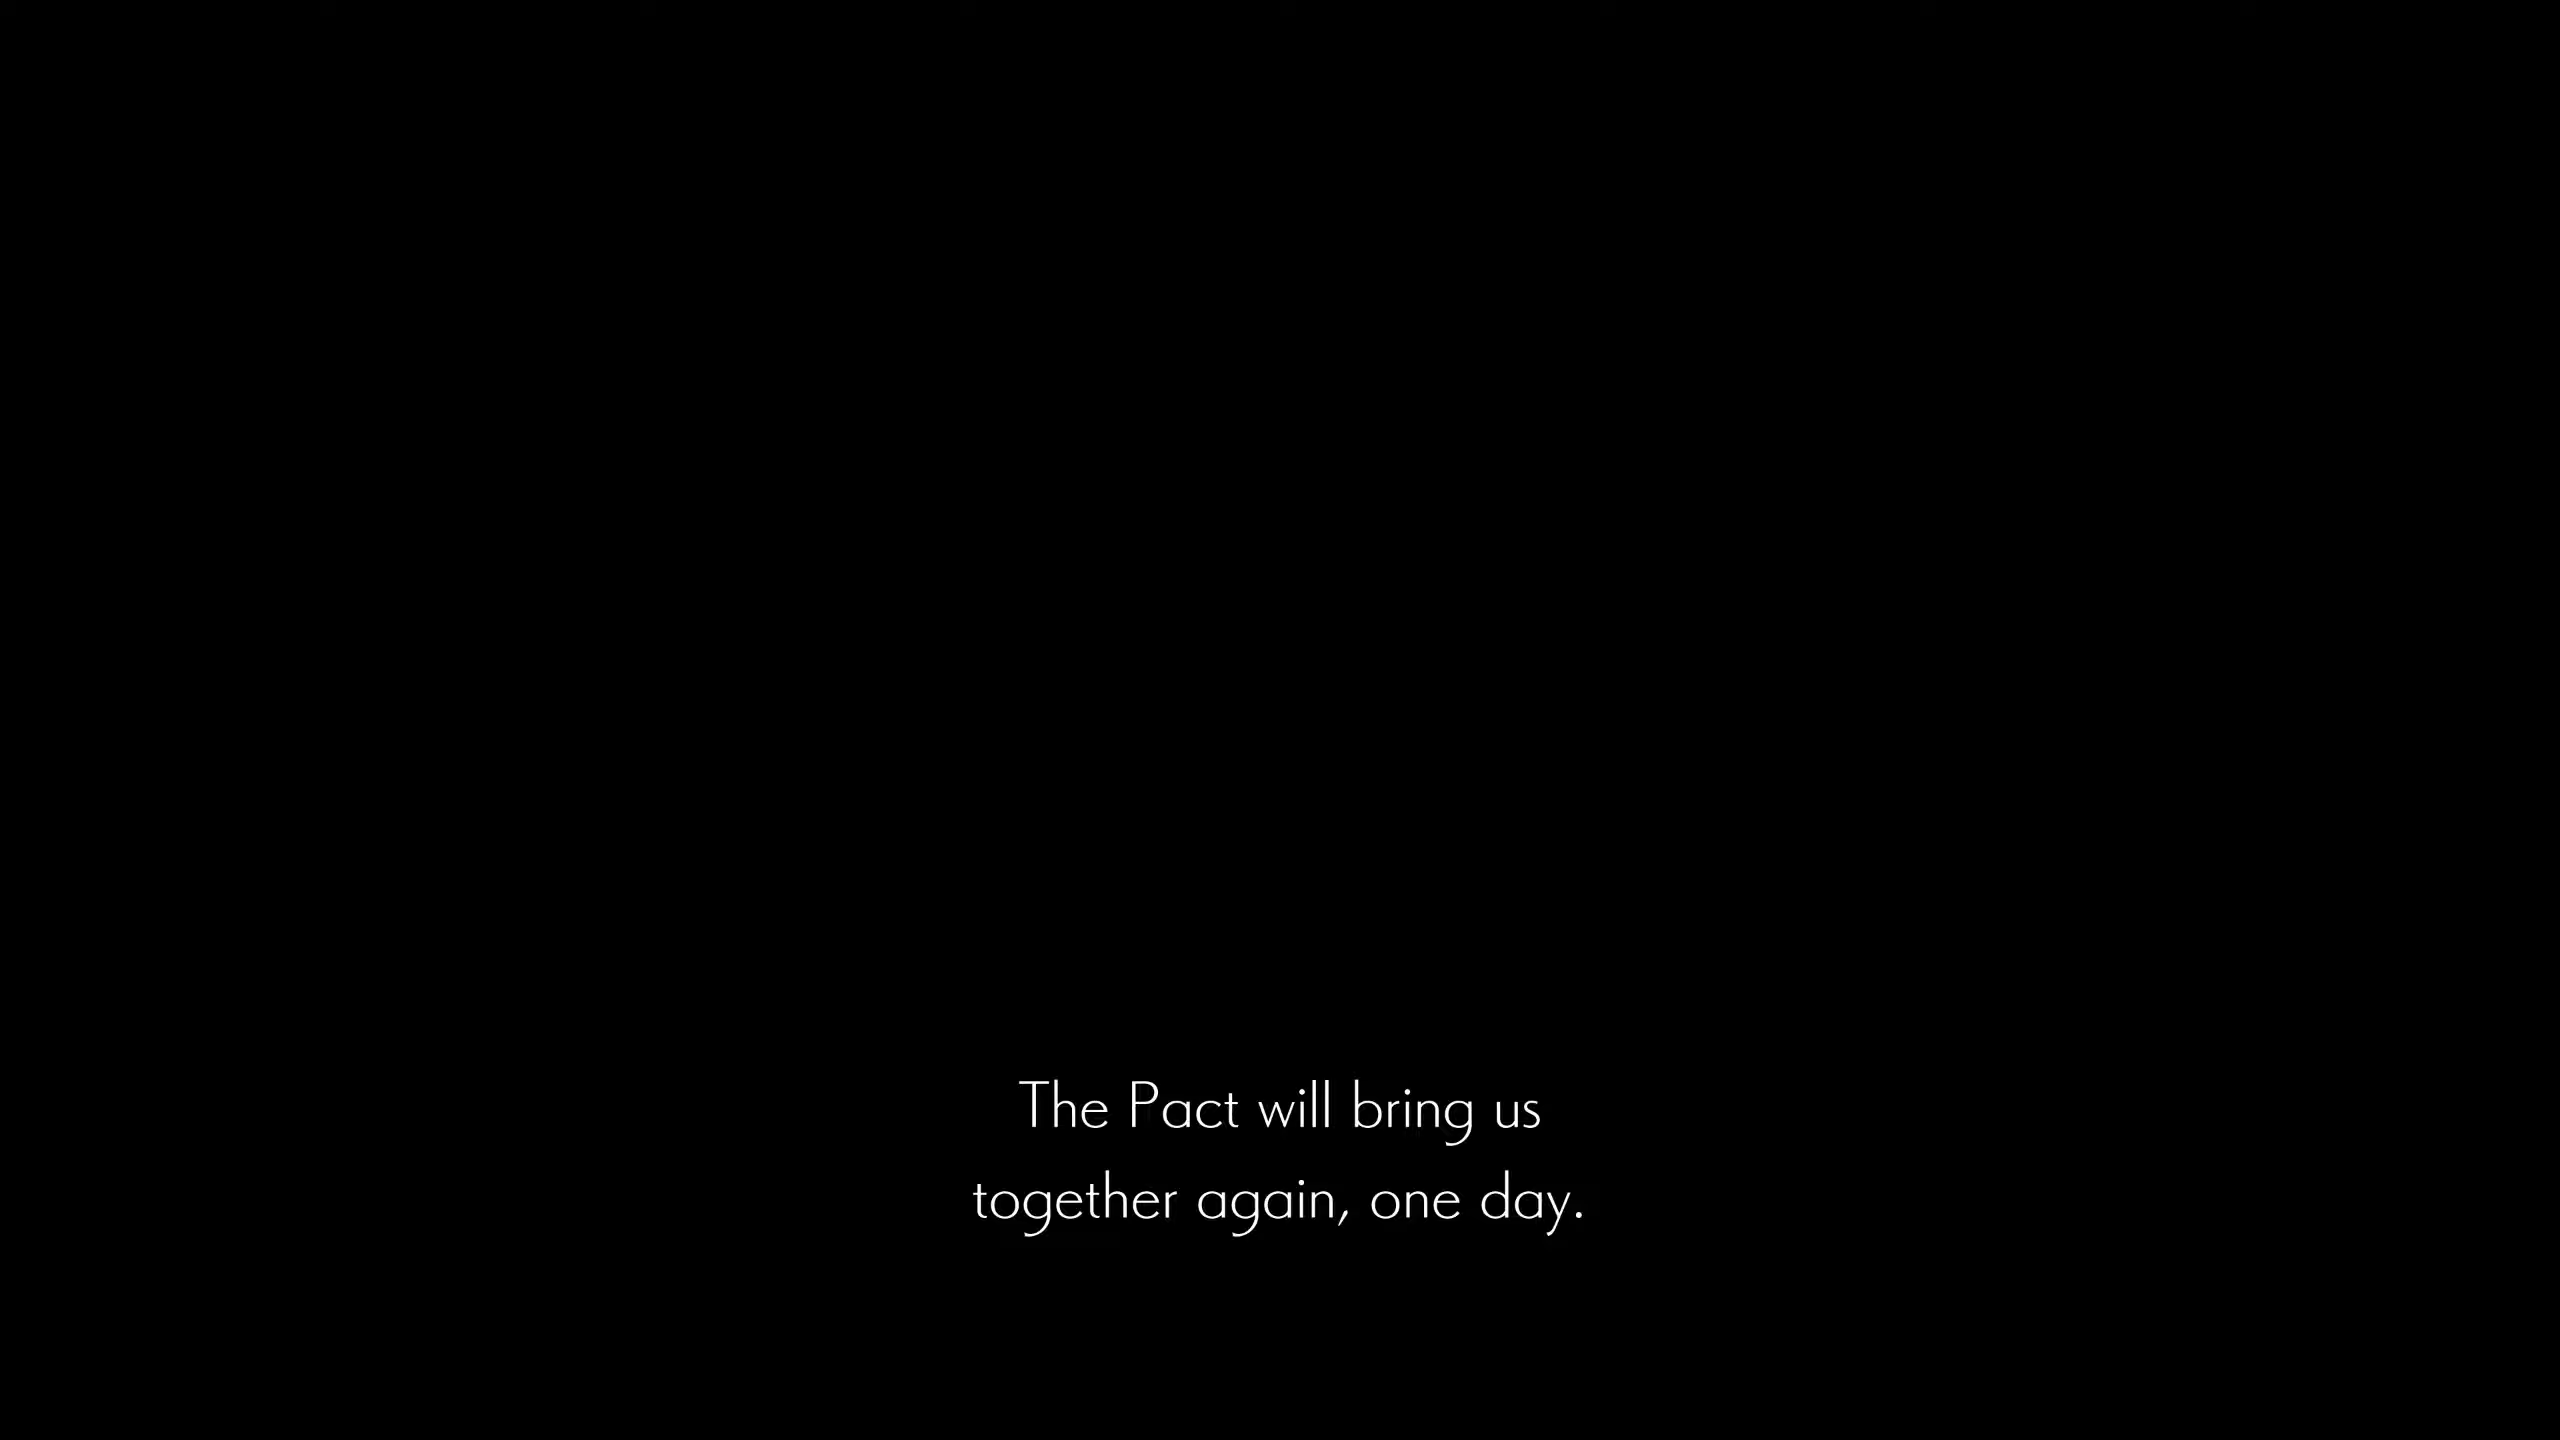 The Pact will bring us
together again, one day.